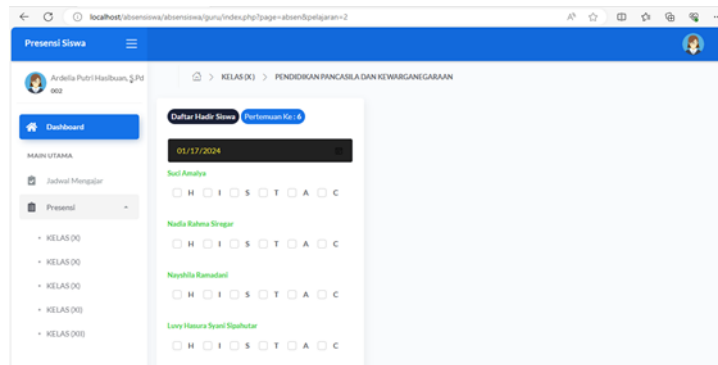 localhost/absensiswa/absensiswa/guru/index.php?page=absen&pelajaran=2
Presensi Siswa
Ardelia Putri Hasibuan, S.Pd
002
KELAS (X) > PENDIDIKAN PANCASILA DAN KEWARGANEGARAAN
Dashboard
MAIN UTAMA
Jadwal Mengajar
Presensi
KELAS (X)
KELAS (X)
KELAS (X)
KELAS (XI)
KELAS (XII)
Daftar Hadir Siswa Pertemuan Ke : 6
01/17/2024
Suci Amalya
H I S T A C
Nadia Rahma Siregar
H I S T A C
Nayshila Ramadani
H I S T A C
Luvy Hasura Syani Sipahutar
H I S T A C